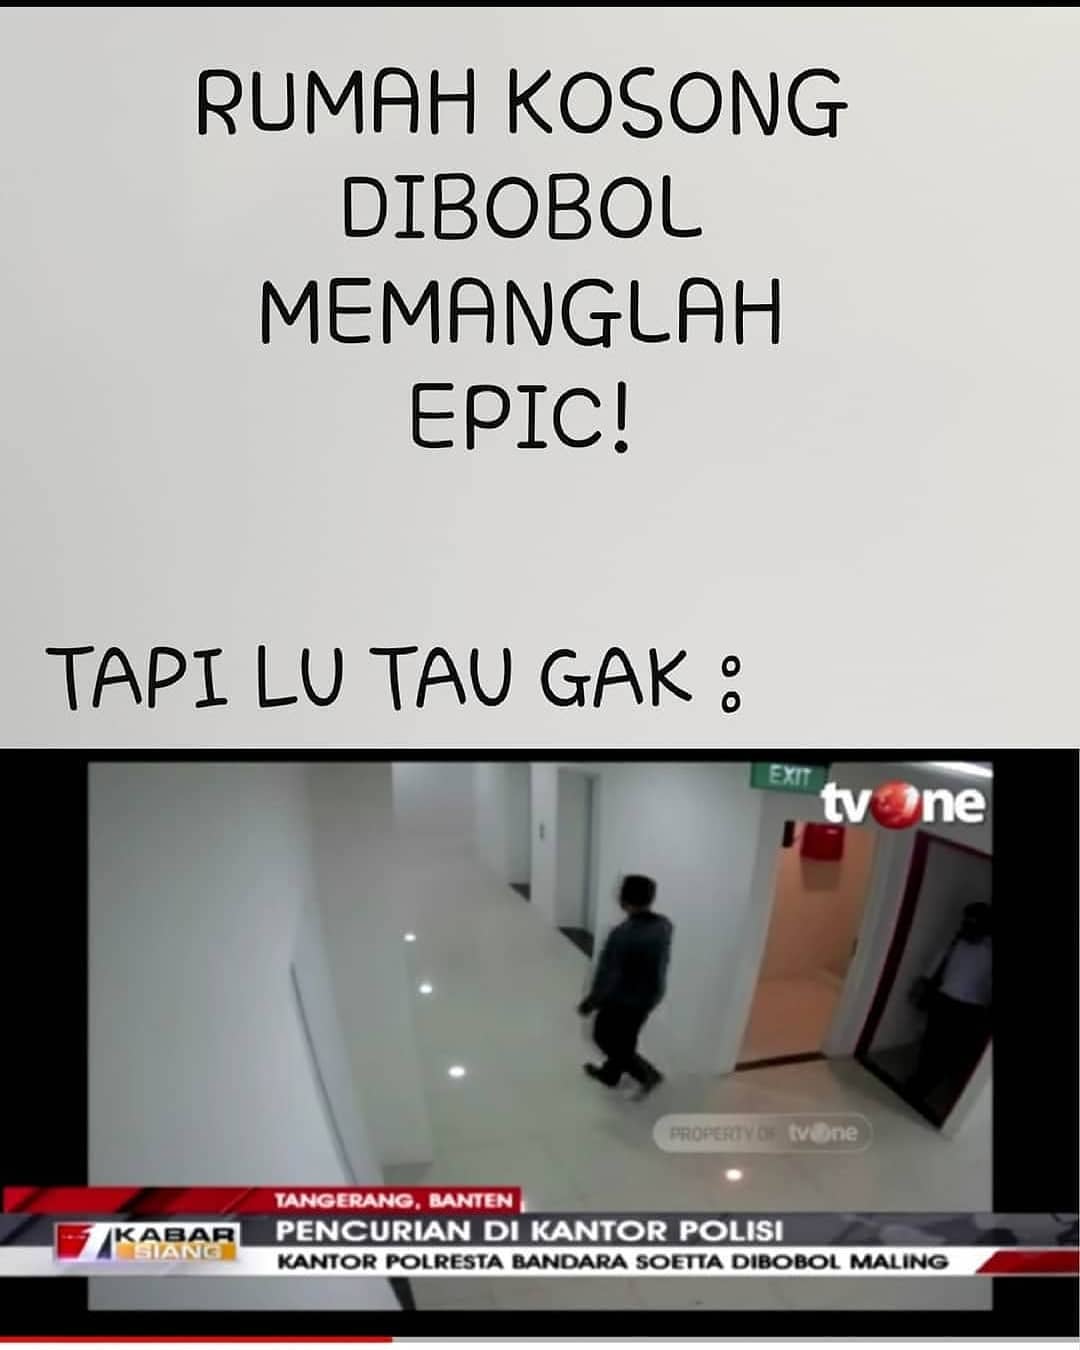 RUMAH KOSONG
DIBOBOL
MEMANGLAH
EPIC!
TAPI LU TAU GAK :
EXIT
tvOne
PROPERTY OF tvOne
TANGERANG, BANTEN
1 KABAR SIANG
PENCURIAN DI KANTOR POLISI
KANTOR POLRESTA BANDARA SOETTA DIBOBOL MALING